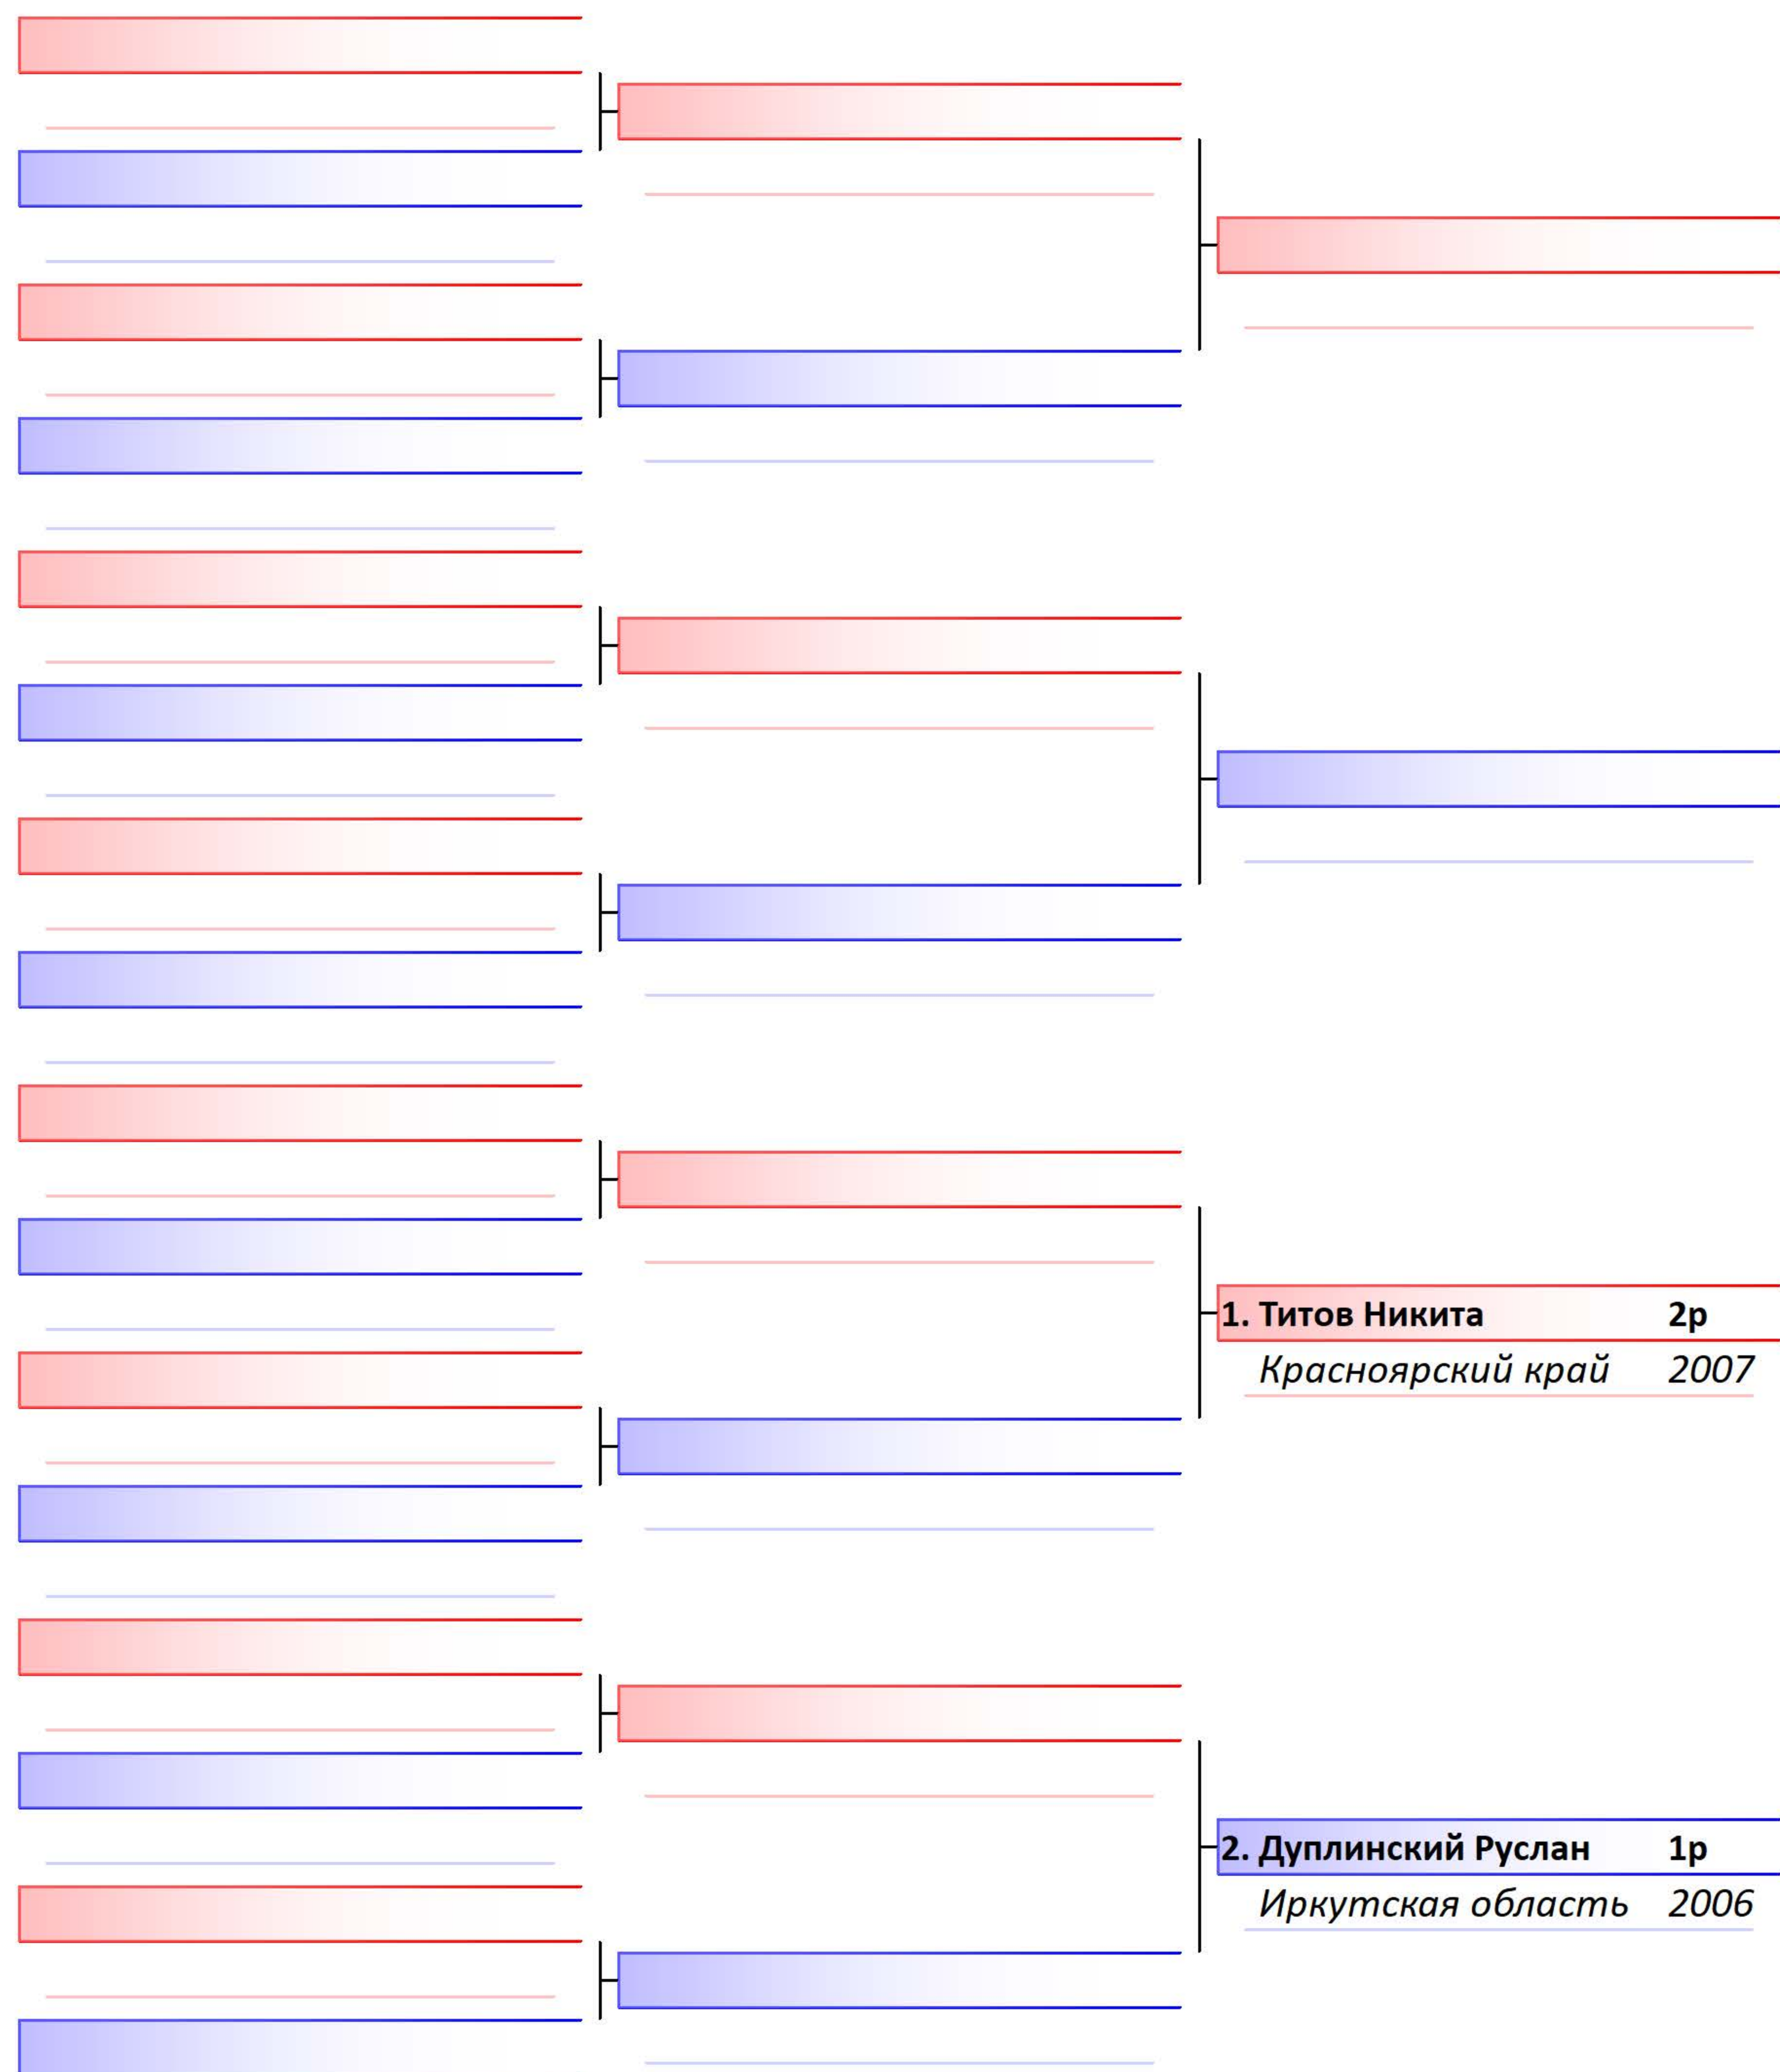 1. Титов Никита 2р
Красноярский край 2007
2. Дуплинский Руслан 1р
Иркутская область 2006